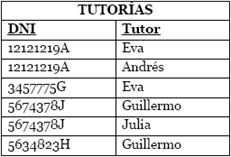 TUTORÍAS
DNI Tutor
12121219A Eva
12121219A Andrés
3457775G Eva
5674378J Guillermo
5674378J Julia
5634823H Guillermo